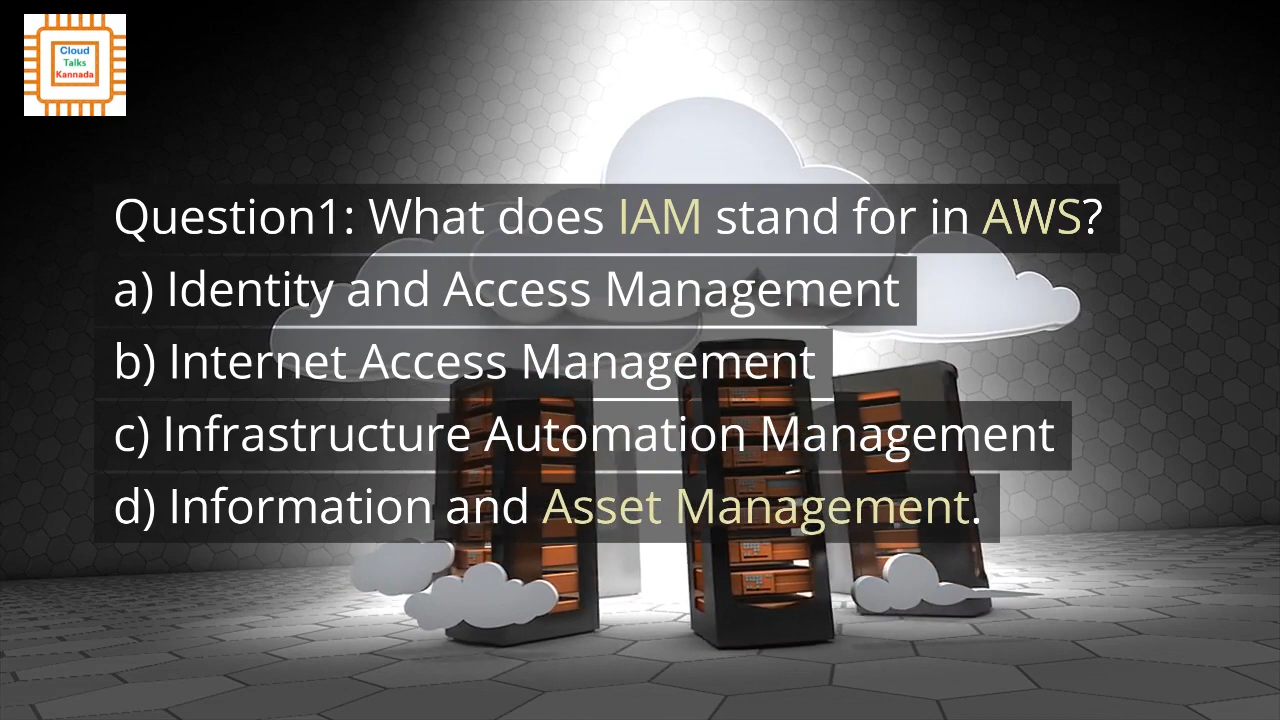 Cloud
Talks
Kannada
Question1: What does IAM stand for in AWS?
a) Identity and Access Management
b) Internet Access Management
c) Infrastructure Automation Management
d) Information and Asset Management.